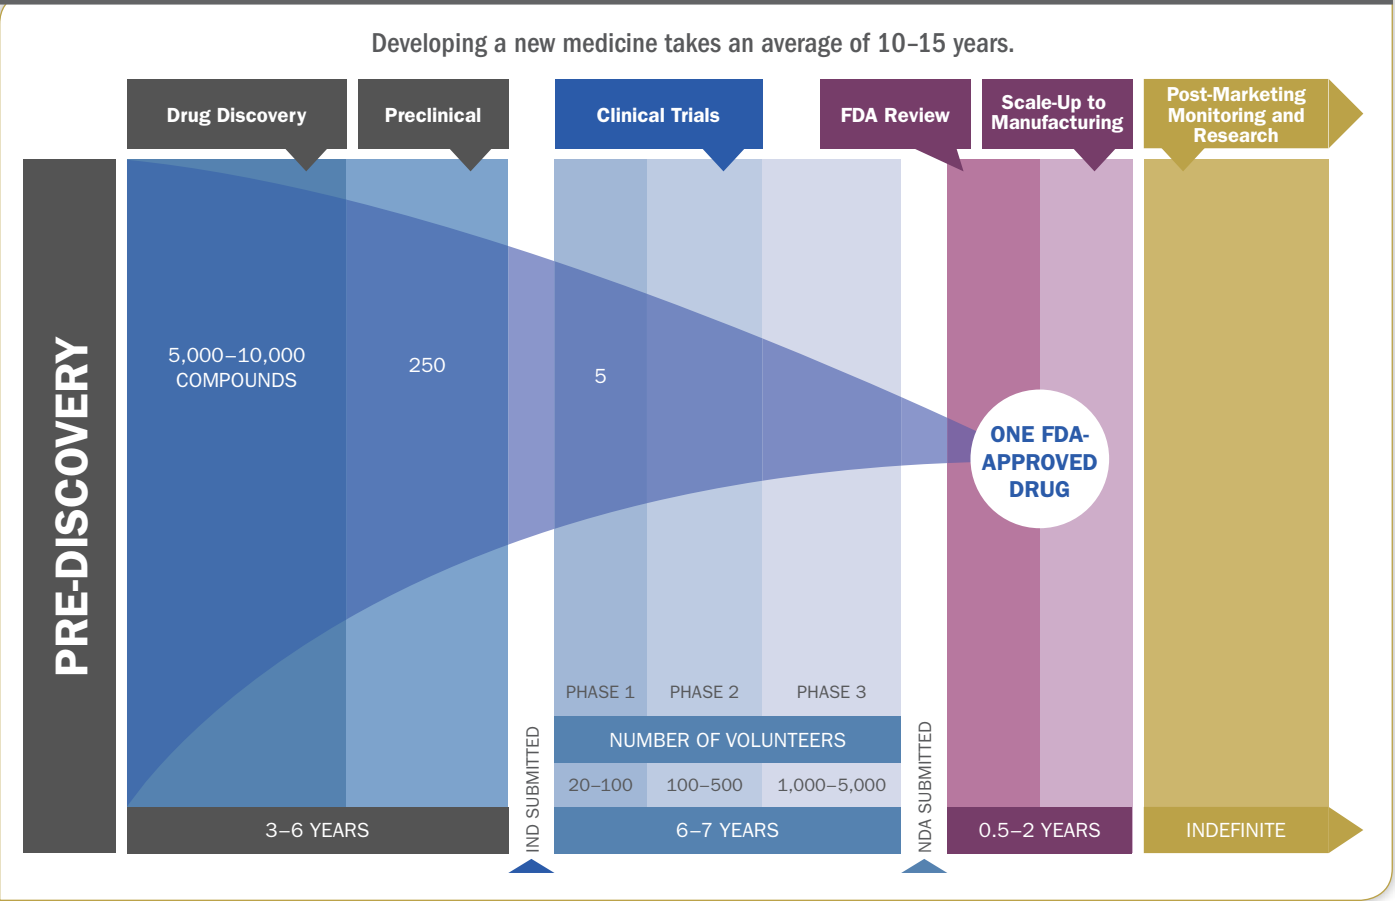 Developing a new medicine takes an average of 10–15 years.
Drug Discovery
Preclinical
Clinical Trials
FDA Review
Scale-Up to
Manufacturing
Post-Marketing
Monitoring and
Research
PRE-DISCOVERY
5,000–10,000
COMPOUNDS
250
5
ONE FDA-
APPROVED
DRUG
PHASE 1
PHASE 2
PHASE 3
NUMBER OF VOLUNTEERS
20–100
100–500
1,000–5,000
IND SUBMITTED
NDA SUBMITTED
3–6 YEARS
6–7 YEARS
0.5–2 YEARS
INDEFINITE